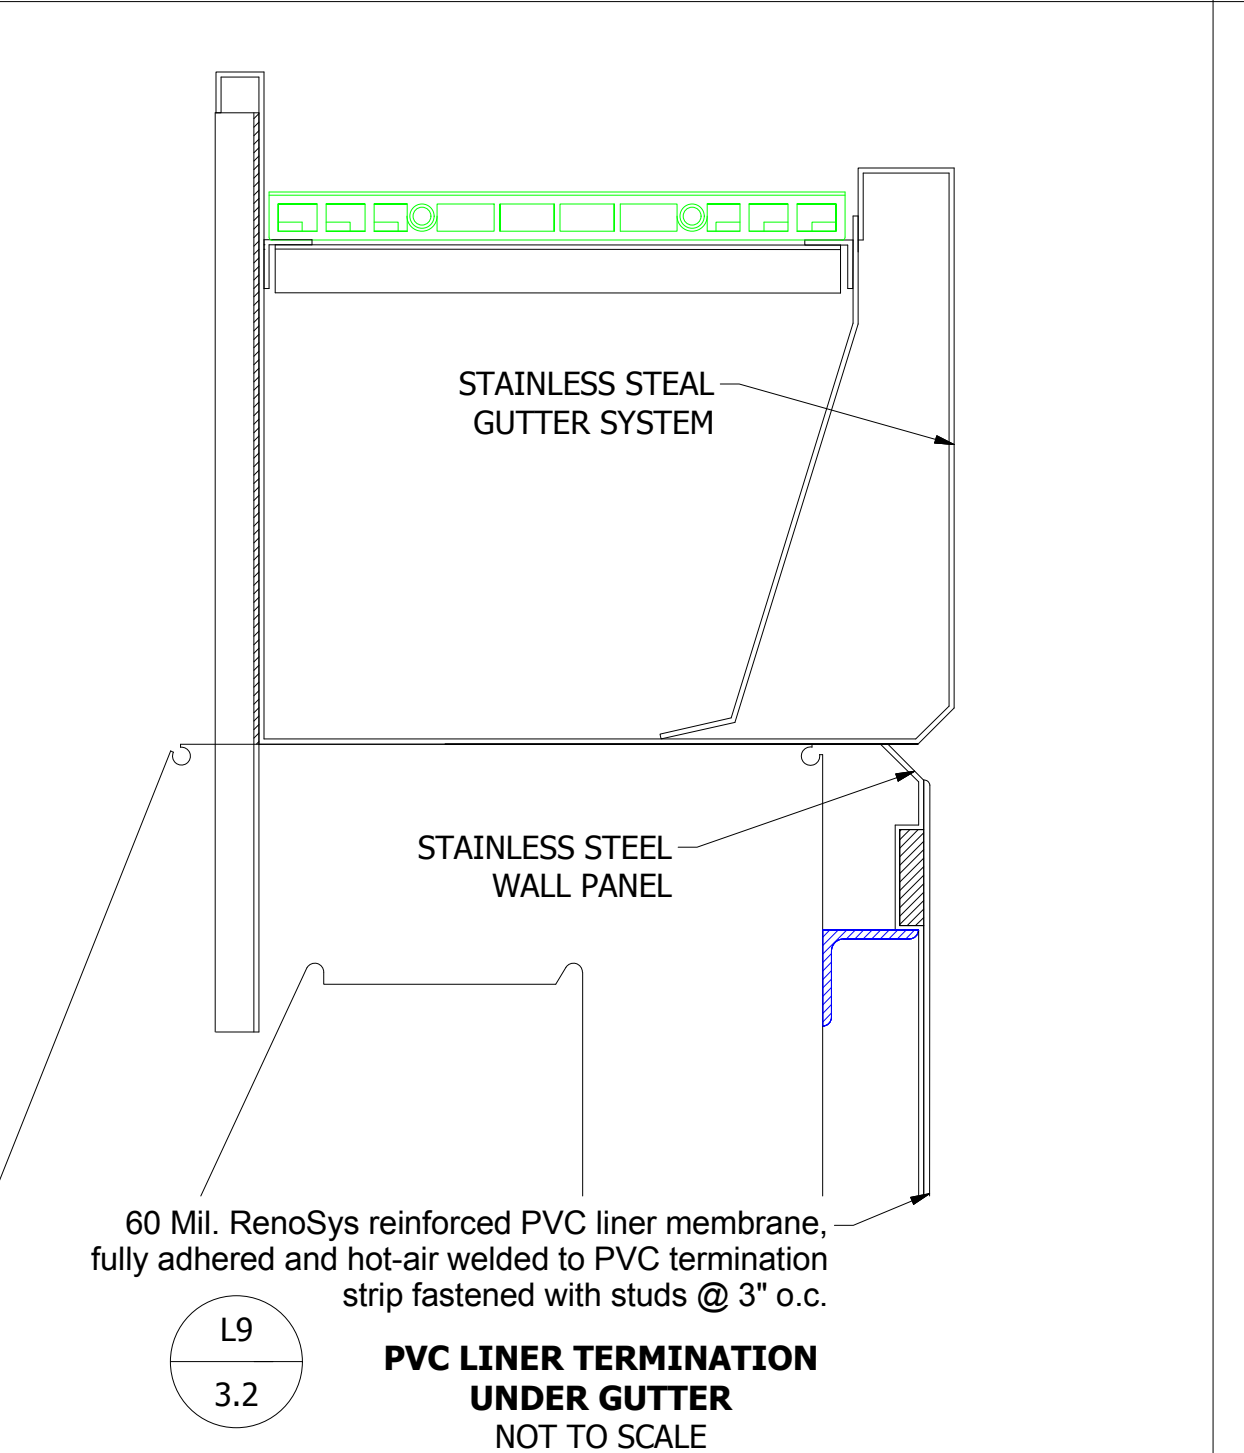 STAINLESS STEAL
GUTTER SYSTEM
STAINLESS STEEL
WALL PANEL
60 Mil. RenoSys reinforced PVC liner membrane,
fully adhered and hot-air welded to PVC termination
strip fastened with studs @ 3" o.c.
L9
3.2
PVC LINER TERMINATION
UNDER GUTTER
NOT TO SCALE